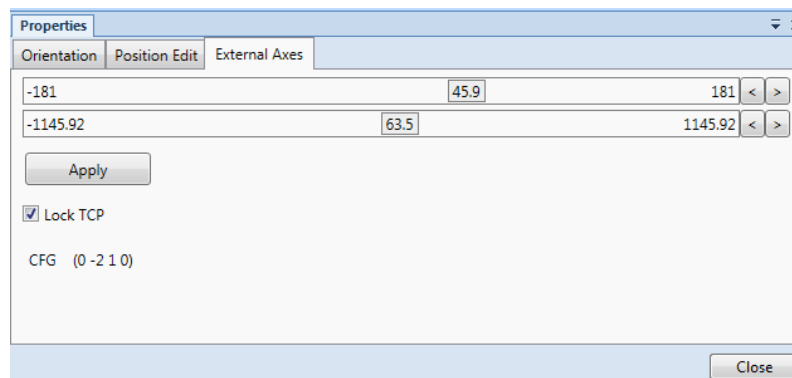 Properties
Orientation Position Edit External Axes
-181 45.9 181 < >
-1145.92 63.5 1145.92 < >
Apply
Lock TCP
CFG (0 -2 1 0)
Close